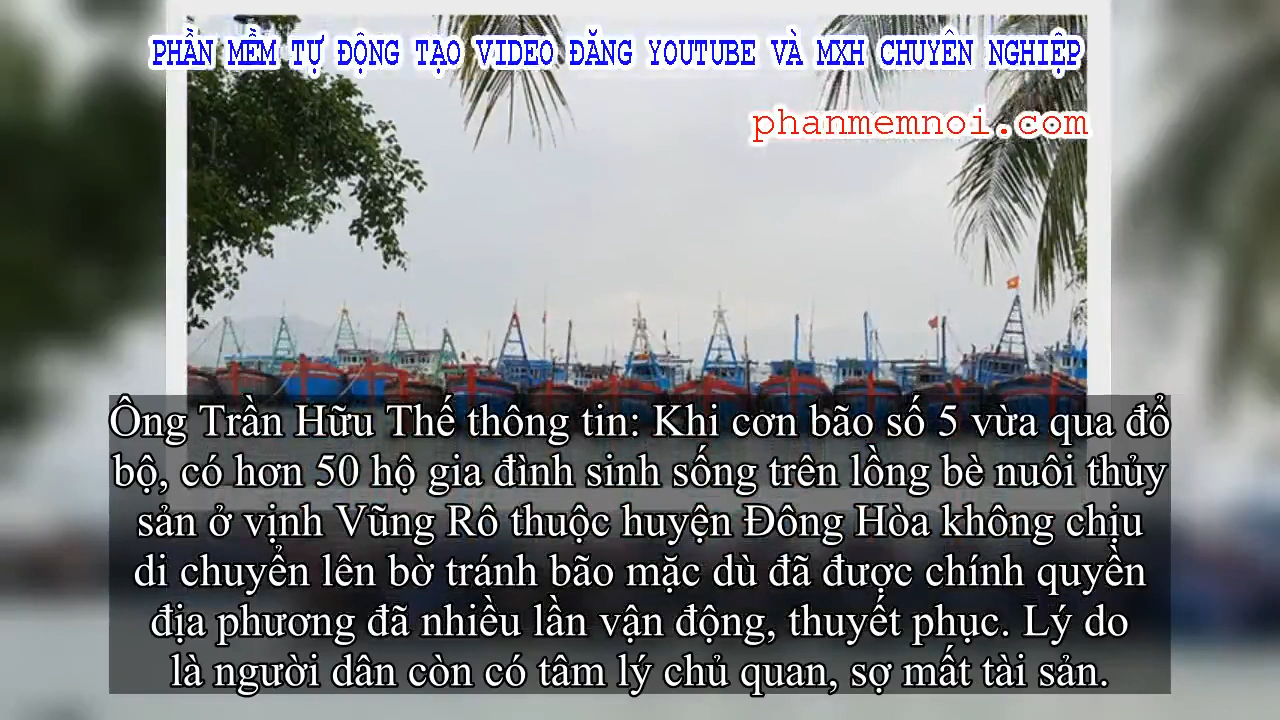 PHẦN MỀM TỰ ĐỘNG TẠO VIDEO ĐĂNG YOUTUBE VÀ MXH CHUYÊN NGHIỆP
phanmemnoi.com
Ông Trần Hữu Thế thông tin: Khi cơn bão số 5 vừa qua đổ
bộ, có hơn 50 hộ gia đình sinh sống trên lồng bè nuôi thủy
sản ở vịnh Vũng Rô thuộc huyện Đông Hòa không chịu
di chuyển lên bờ tránh bão mặc dù đã được chính quyền
địa phương đã nhiều lần vận động, thuyết phục. Lý do
là người dân còn có tâm lý chủ quan, sợ mất tài sản.